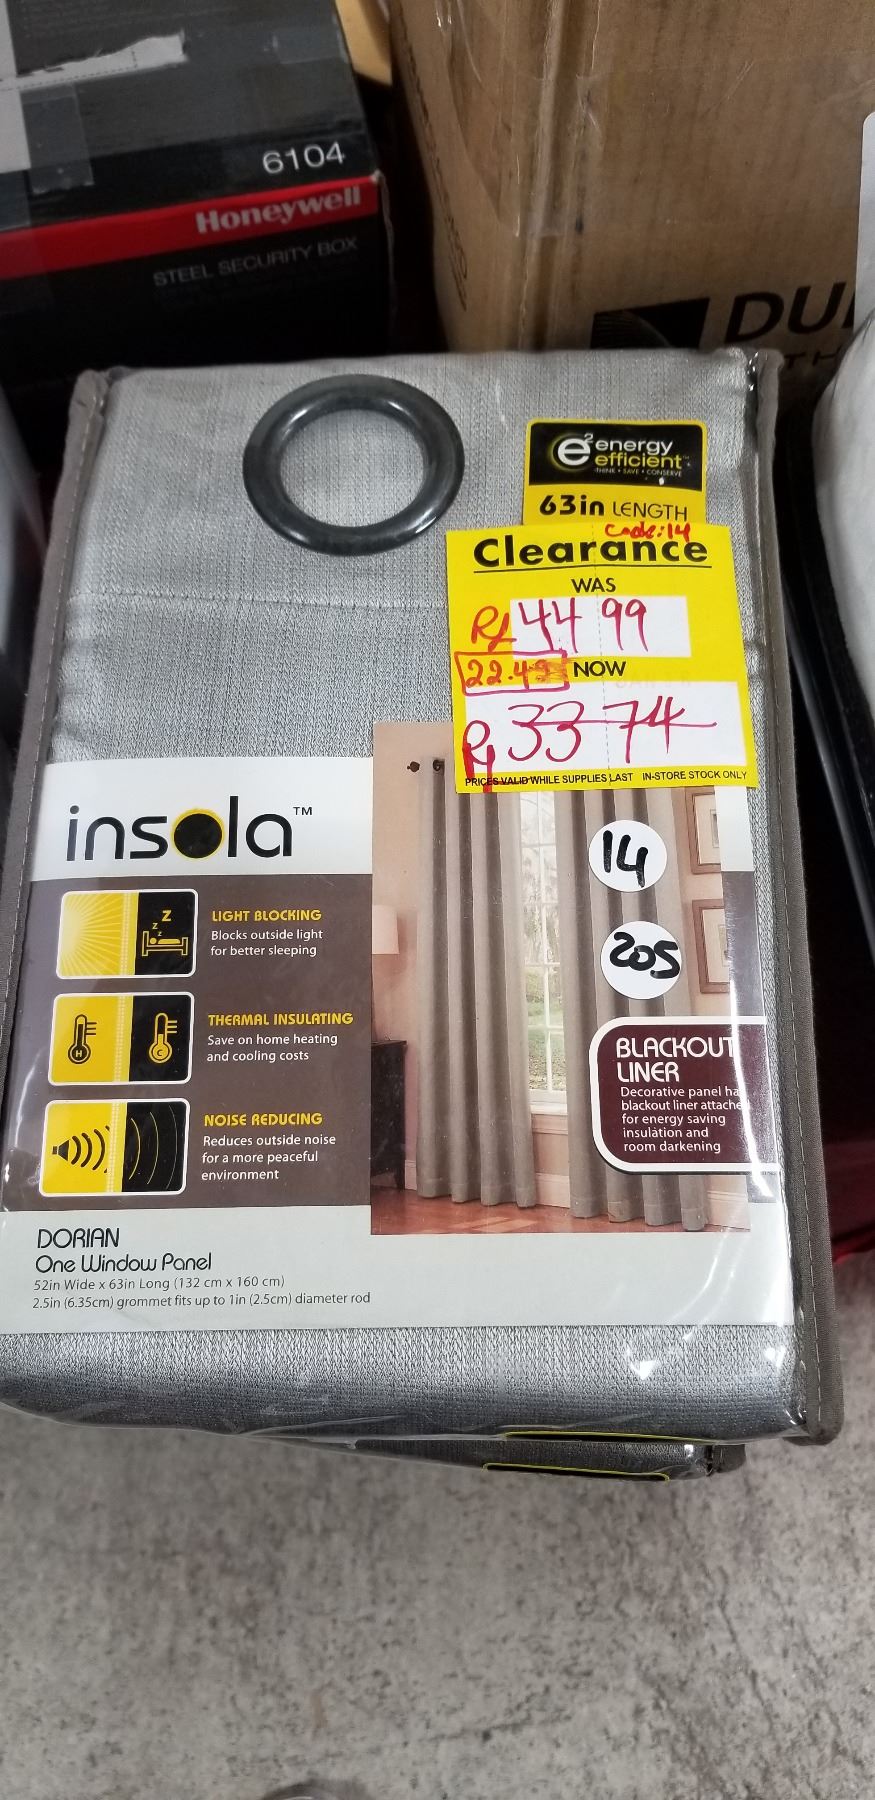 6104
Honeywell
STEEL SECURITY BOX
DU
TH
e2 energy
efficient™
THINK • SAVE • CONSERVE
63in LENGTH
Code:14
Clearance
WAS
44 99
22.49 NOW
33 74
PRICES VALID WHILE SUPPLIES LAST IN-STORE STOCK ONLY
insola™
14
205
LIGHT BLOCKING
Blocks outside light
for better sleeping
Z
Z
Z
THERMAL INSULATING
Save on home heating
and cooling costs
H
C
NOISE REDUCING
Reduces outside noise
for a more peaceful
environment
BLACKOUT
LINER
Decorative panel ha
blackout liner attache
for energy saving
insulation and
room darkening
DORIAN
One Window Panel
52in Wide x 63in Long (132 cm x 160 cm)
2.5in (6.35cm) grommet fits up to 1in (2.5cm) diameter rod